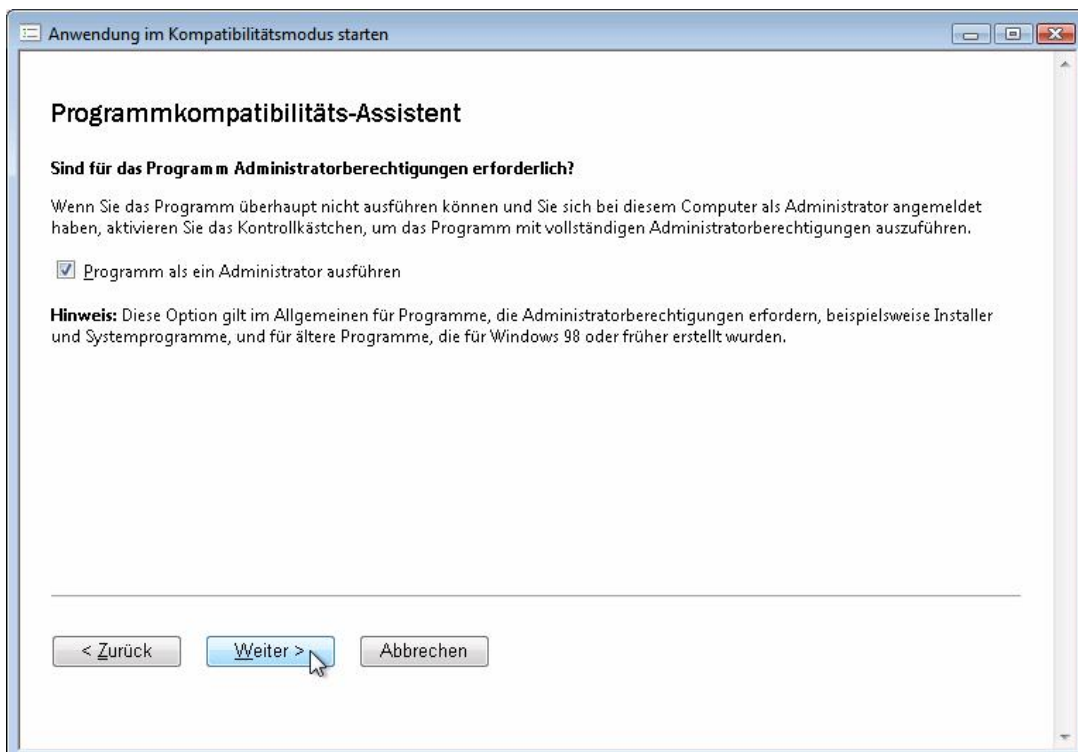 Anwendung im Kompatibilitätsmodus starten
Programmkompatibilitäts-Assistent
Sind für das Programm Administratorberechtigungen erforderlich?
Wenn Sie das Programm überhaupt nicht ausführen können und Sie sich bei diesem Computer als Administrator angemeldet
haben, aktivieren Sie das Kontrollkästchen, um das Programm mit vollständigen Administratorberechtigungen auszuführen.
Programm als ein Administrator ausführen
Hinweis: Diese Option gilt im Allgemeinen für Programme, die Administratorberechtigungen erfordern, beispielsweise Installer
und Systemprogramme, und für ältere Programme, die für Windows 98 oder früher erstellt wurden.
< Zurück Weiter > Abbrechen